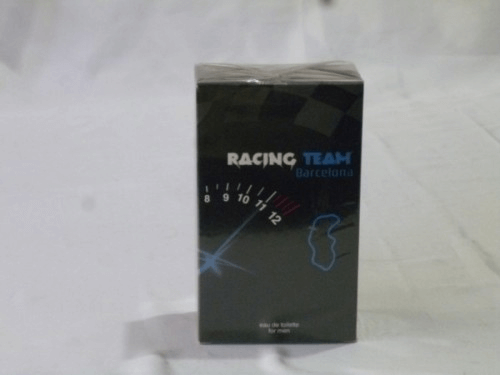 RACING TEAM
Barcelona
8 9 10 11 12
eau de toilette
for men